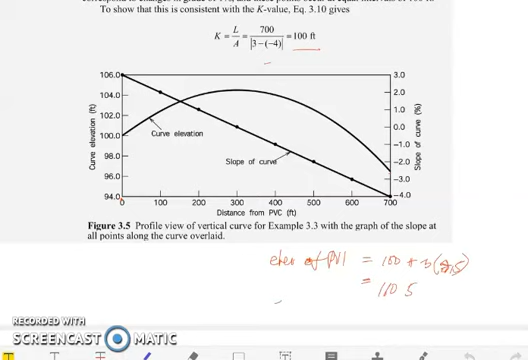 correspond to changes in grade of 1%, and these points occur at equal intervals of 100 ft.
To show that this is consistent with the K-value, Eq. 3.10 gives
K = L/A = 700/|3−(−4)| = 100 ft
106.0
104.0
102.0
100.0
98.0
96.0
94.0
Curve elevation (ft)
Curve elevation
Slope of curve
3.0
2.0
1.0
0.0
−1.0
−2.0
−3.0
−4.0
Slope of curve (%)
0 100 200 300 400 500 600 700
Distance from PVC (ft)
Figure 3.5 Profile view of vertical curve for Example 3.3 with the graph of the slope at
all points along the curve overlaid.
elev of PVI = 100 + 3(3.5)
= 110.5
RECORDED WITH
SCREENCAST MATIC
T T T T